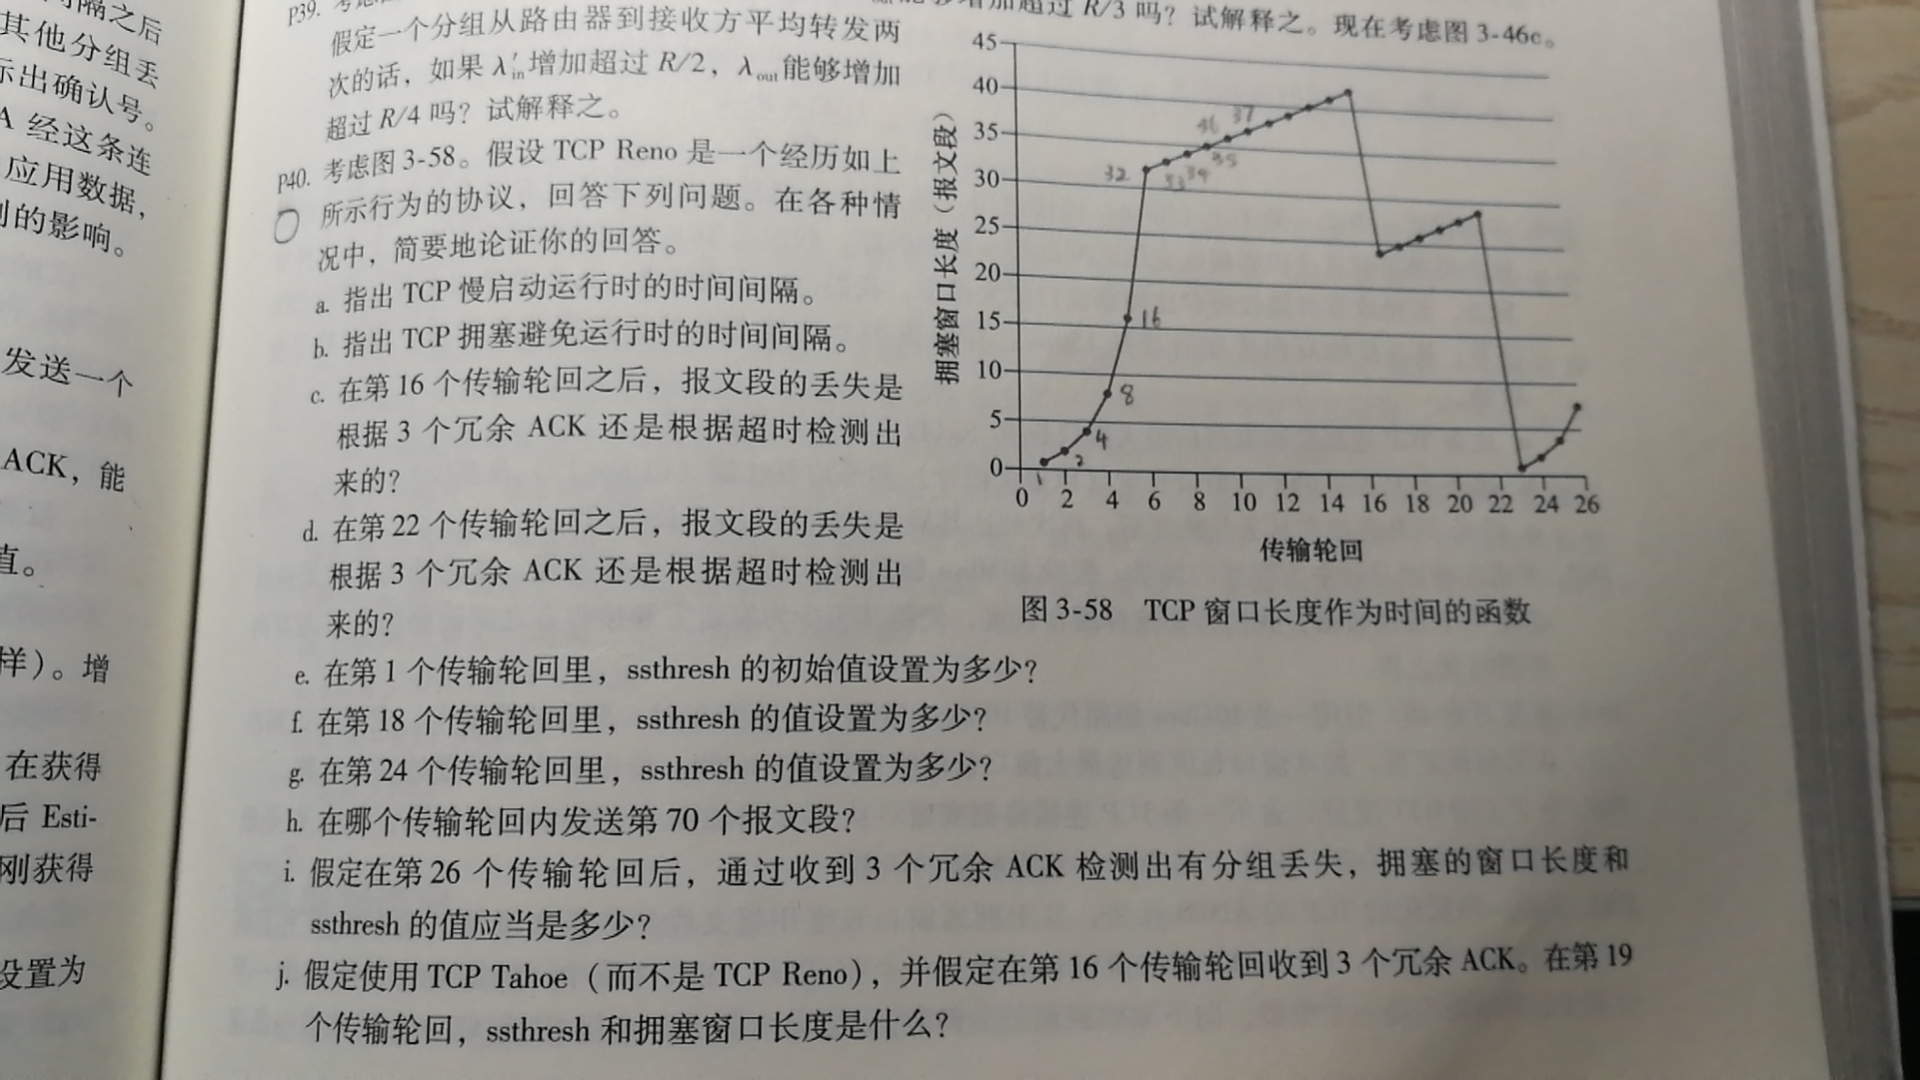 隔之后
其他分组丢
示出确认号。
A 经这条连
应用数据，
的影响。
发送一个
ACK，能
直。
样）。增
在获得
后 Esti-
刚获得
设置为
P39.
假定一个分组从路由器到接收方平均转发两
次的话，如果 λ′in 增加超过 R/2，λout 能够增加
超过 R/4 吗？试解释之。
能够增加超过 R/3 吗？试解释之。现在考虑图 3-46c。
P40. 考虑图 3-58。假设 TCP Reno 是一个经历如上
所示行为的协议，回答下列问题。在各种情
况中，简要地论证你的回答。
a. 指出 TCP 慢启动运行时的时间间隔。
b. 指出 TCP 拥塞避免运行时的时间间隔。
c. 在第 16 个传输轮回之后，报文段的丢失是
根据 3 个冗余 ACK 还是根据超时检测出
来的？
d. 在第 22 个传输轮回之后，报文段的丢失是
根据 3 个冗余 ACK 还是根据超时检测出
来的？
拥塞窗口长度（报文段）
45
40
35
30
25
20
15
10
5
0
0 2 4 6 8 10 12 14 16 18 20 22 24 26
1
2
4
8
16
32
33
34
35
36
37
传输轮回
图 3-58 TCP 窗口长度作为时间的函数
e. 在第 1 个传输轮回里，ssthresh 的初始值设置为多少？
f. 在第 18 个传输轮回里，ssthresh 的值设置为多少？
g. 在第 24 个传输轮回里，ssthresh 的值设置为多少？
h. 在哪个传输轮回内发送第 70 个报文段？
i. 假定在第 26 个传输轮回后，通过收到 3 个冗余 ACK 检测出有分组丢失，拥塞的窗口长度和
ssthresh 的值应当是多少？
j. 假定使用 TCP Tahoe（而不是 TCP Reno），并假定在第 16 个传输轮回收到 3 个冗余 ACK。在第 19
个传输轮回，ssthresh 和拥塞窗口长度是什么？